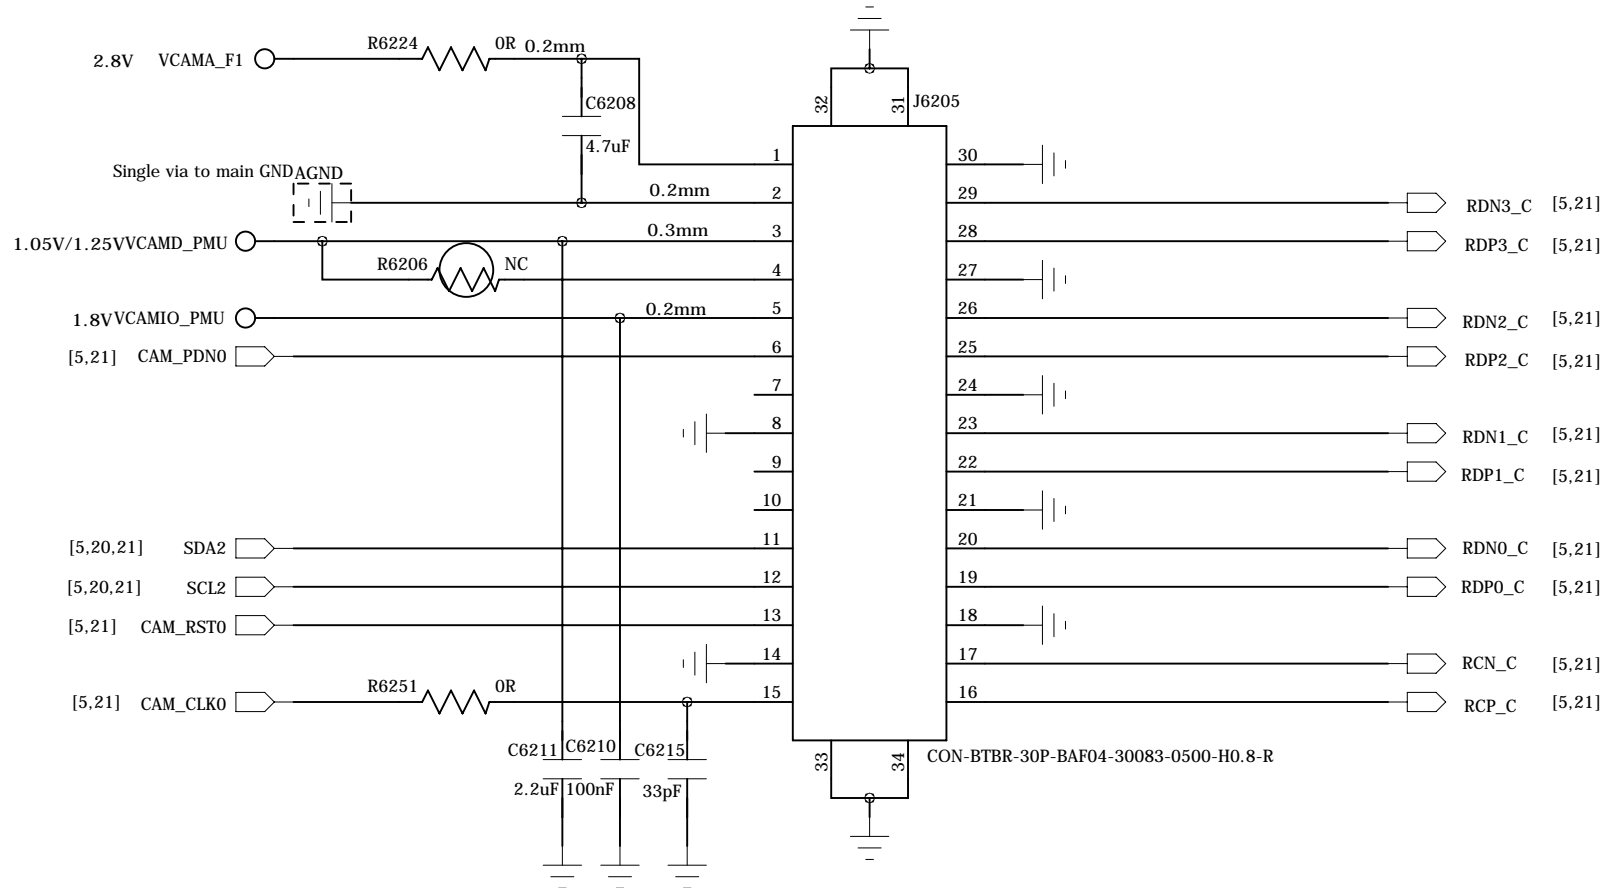 2.8V VCAMA_F1 R6224 0R 0.2mm
C6208
4.7uF
32 31 J6205
Single via to main GND AGND
1 30
0.2mm 2 29 RDN3_C [5,21]
1.05V/1.25V VCAMD_PMU 0.3mm 3 28 RDP3_C [5,21]
R6206 NC 4 27
1.8V VCAMIO_PMU 0.2mm 5 26 RDN2_C [5,21]
[5,21] CAM_PDN0 6 25 RDP2_C [5,21]
7 24
8 23 RDN1_C [5,21]
9 22 RDP1_C [5,21]
10 21
[5,20,21] SDA2 11 20 RDN0_C [5,21]
[5,20,21] SCL2 12 19 RDP0_C [5,21]
[5,21] CAM_RST0 13 18
14 17 RCN_C [5,21]
[5,21] CAM_CLK0 R6251 0R 15 16 RCP_C [5,21]
C6211 C6210 C6215
2.2uF 100nF 33pF
33 34
CON-BTBR-30P-BAF04-30083-0500-H0.8-R